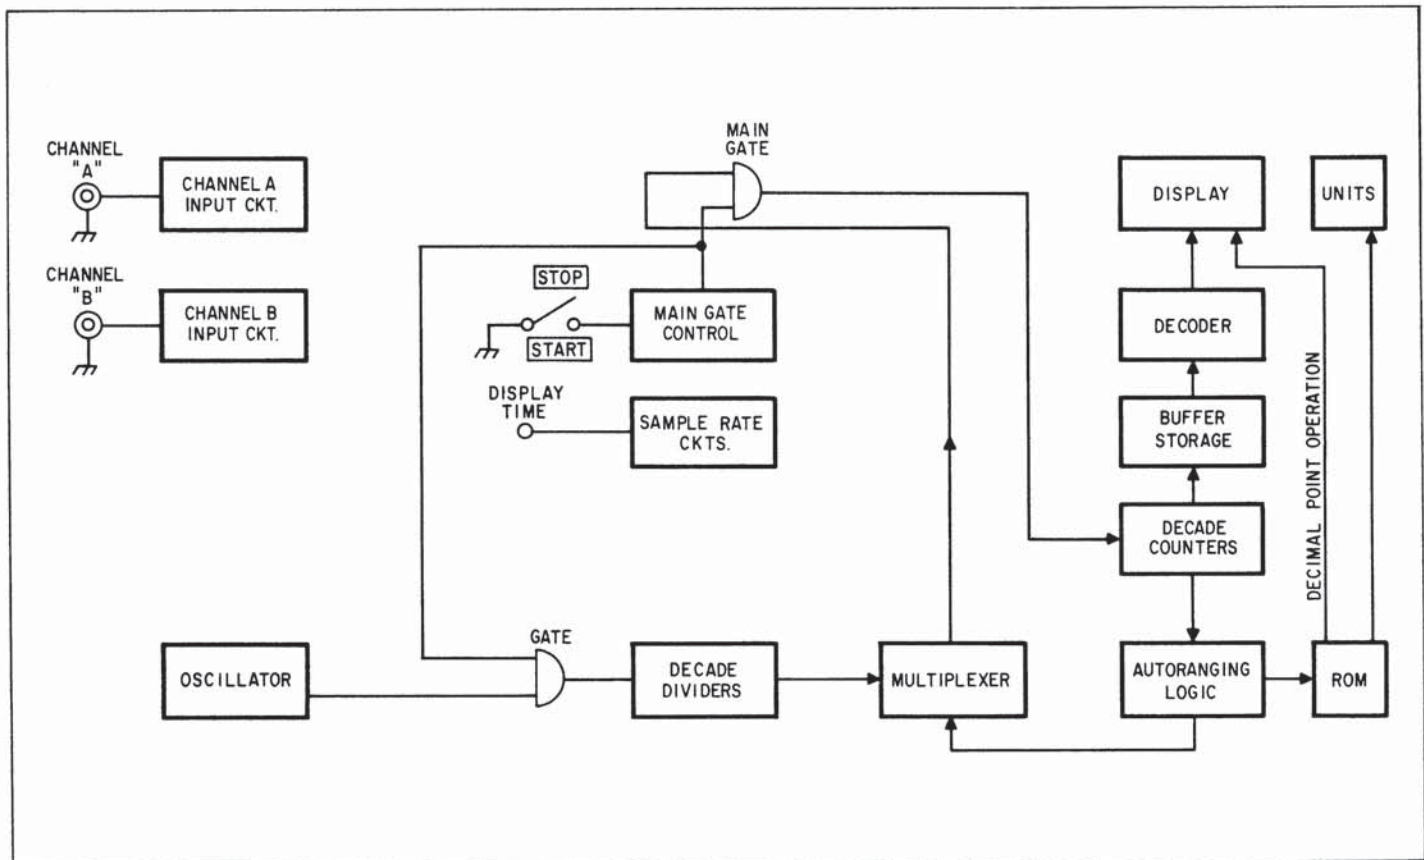 MAIN
GATE
CHANNEL
"A"
CHANNEL A
INPUT CKT.
DISPLAY
UNITS
CHANNEL
"B"
CHANNEL B
INPUT CKT.
STOP
START
MAIN GATE
CONTROL
DECODER
DISPLAY
TIME
SAMPLE RATE
CKTS.
BUFFER
STORAGE
DECADE
COUNTERS
DECIMAL POINT OPERATION
OSCILLATOR
GATE
DECADE
DIVIDERS
MULTIPLEXER
AUTORANGING
LOGIC
ROM